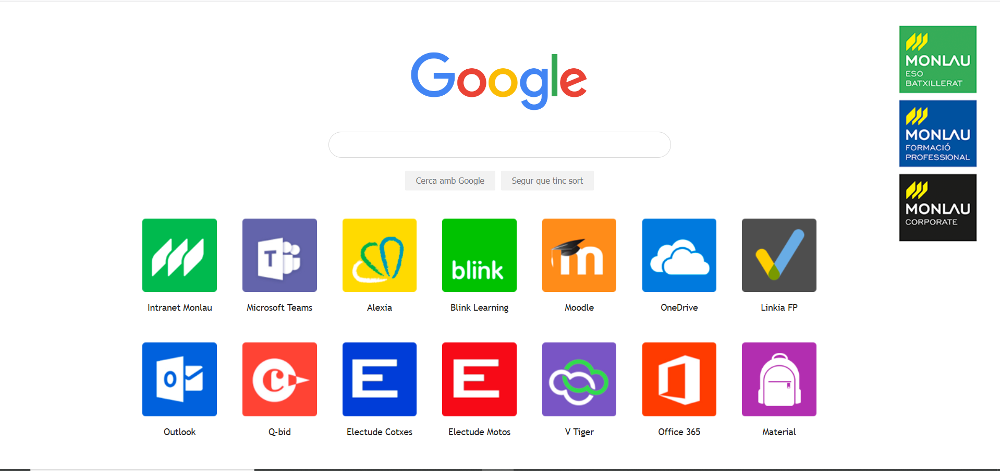 Google
MONLAU
ESO
BATXILLERAT
MONLAU
FORMACIÓ
PROFESSIONAL
MONLAU
CORPORATE
Cerca amb Google
Segur que tinc sort
T
blink
m
Intranet Monlau
Microsoft Teams
Alexia
Blink Learning
Moodle
OneDrive
Linkia FP
O
C
E
E
Outlook
Q-bid
Electude Cotxes
Electude Motos
V Tiger
Office 365
Material